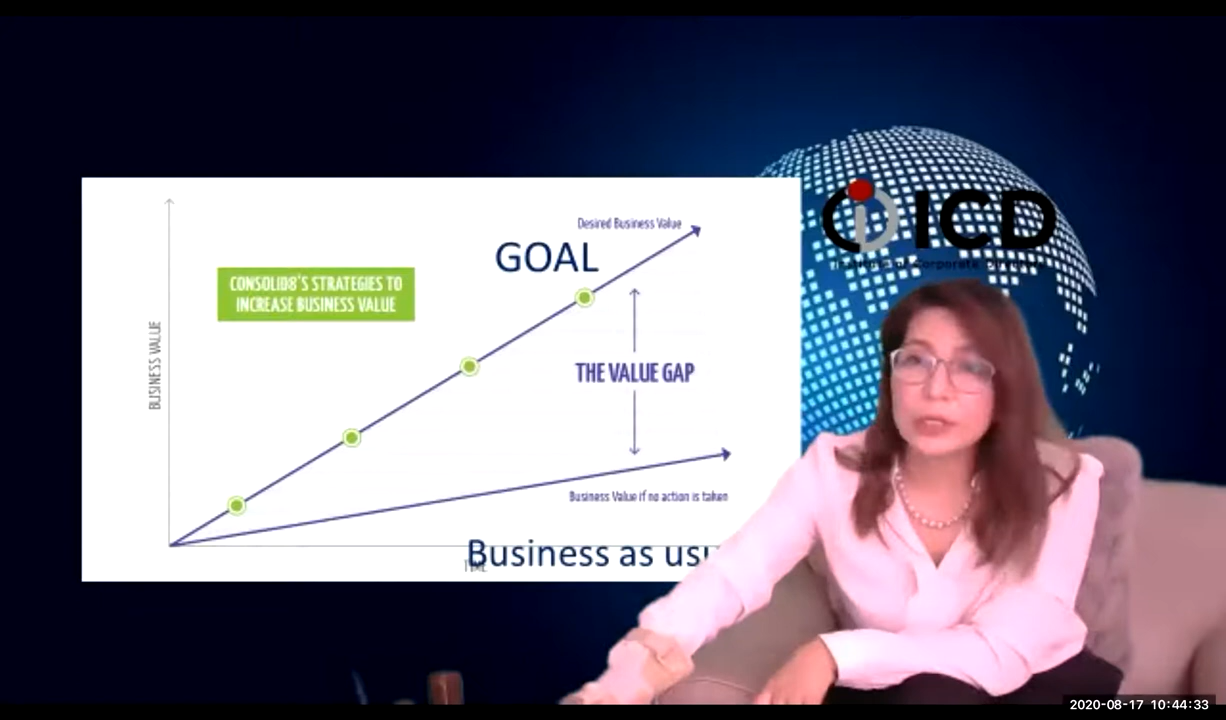 Desired Business Value
GOAL
CONSOLID8'S STRATEGIES TO
INCREASE BUSINESS VALUE
BUSINESS VALUE
THE VALUE GAP
Business Value if no action is taken
Business as usu
TIME
ICD
2020-08-17 10:44:33